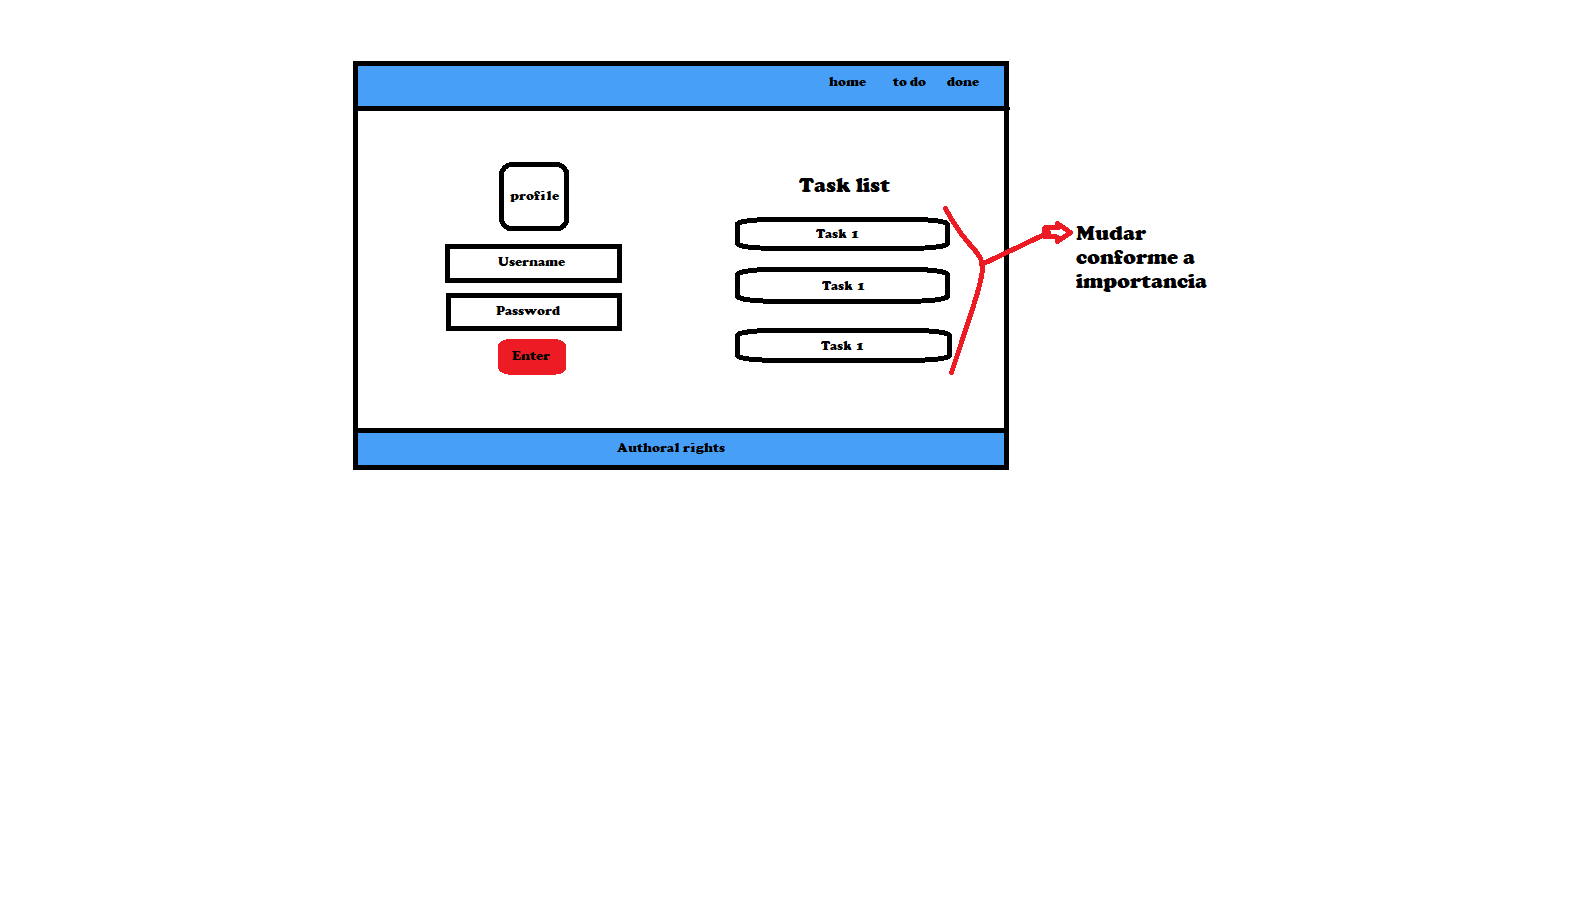 home to do done
profile
Username
Password
Enter
Task list
Task 1
Task 1
Task 1
Mudar
conforme a
importancia
Authoral rights